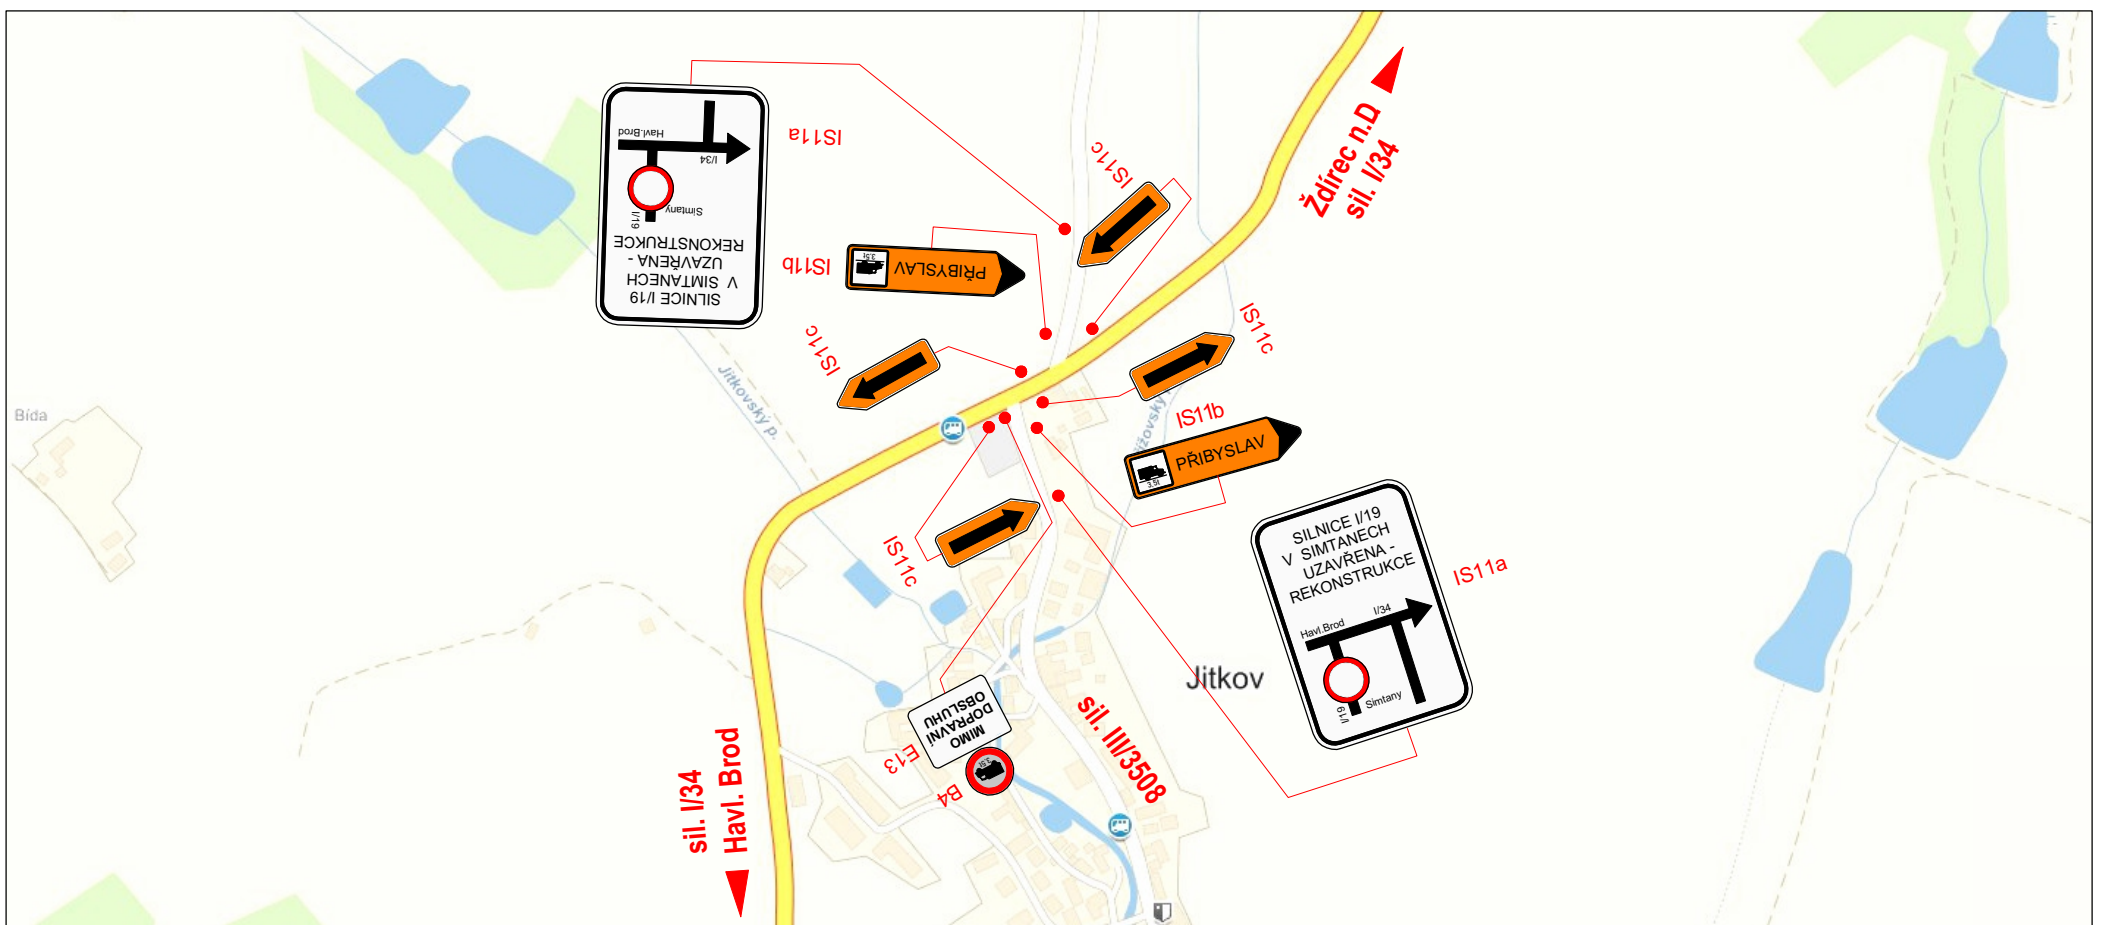 SILNICE I/19
V SIMTANECH
UZAVŘENA -
REKONSTRUKCE
I/19
Simtany
I/34
Havl.Brod
IS11a
IS11c
Ždírec n.D
sil. I/34
IS11b
PŘIBYSLAV
3,5t
IS11c
IS11c
Jitkovský p.
Bída
IS11b
PŘIBYSLAV
3,5t
IS11c
SILNICE I/19
V SIMTANECH
UZAVŘENA -
REKONSTRUKCE
I/34
Havl.Brod
Simtany
I/19
IS11a
Jitkov
MIMO
DOPRAVNÍ
OBSLUHU
E13
3,5t
B4
sil. III/3508
sil. I/34
Havl. Brod